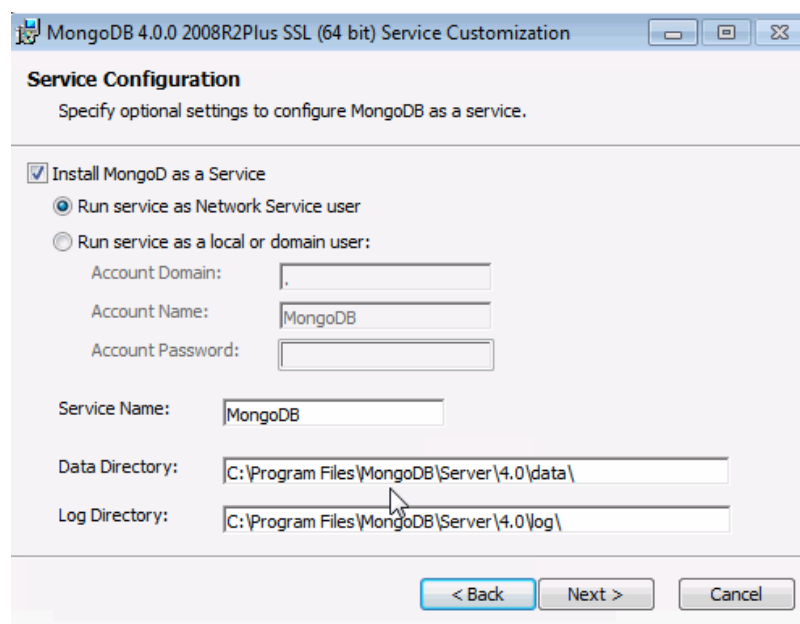 MongoDB 4.0.0 2008R2Plus SSL (64 bit) Service Customization
Service Configuration
Specify optional settings to configure MongoDB as a service.
Install MongoD as a Service
Run service as Network Service user
Run service as a local or domain user:
Account Domain: .
Account Name: MongoDB
Account Password:
Service Name: MongoDB
Data Directory: C:\Program Files\MongoDB\Server\4.0\data\
Log Directory: C:\Program Files\MongoDB\Server\4.0\log\
< Back Next > Cancel